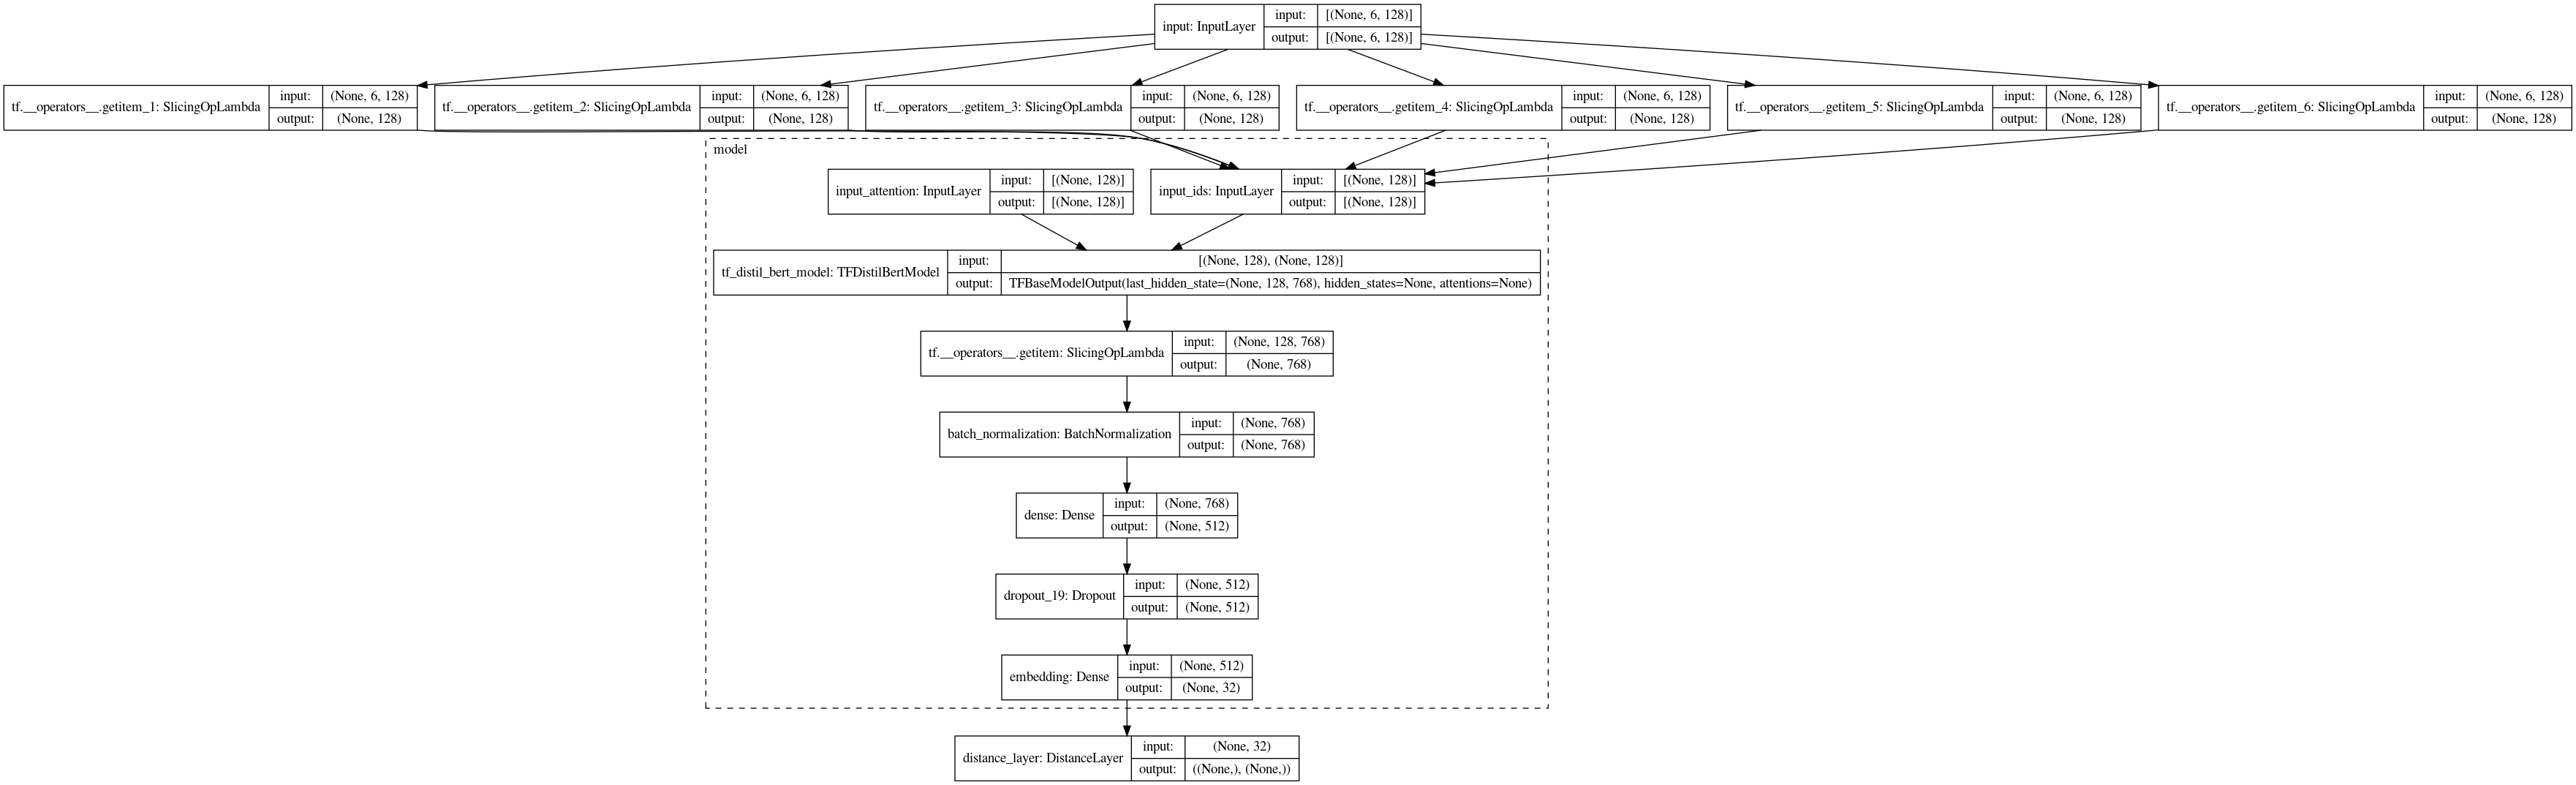 input: InputLayer input: [(None, 6, 128)]
output: [(None, 6, 128)]
tf.__operators__.getitem_1: SlicingOpLambda input: (None, 6, 128)
output: (None, 128)
tf.__operators__.getitem_2: SlicingOpLambda input: (None, 6, 128)
output: (None, 128)
tf.__operators__.getitem_3: SlicingOpLambda input: (None, 6, 128)
output: (None, 128)
tf.__operators__.getitem_4: SlicingOpLambda input: (None, 6, 128)
output: (None, 128)
tf.__operators__.getitem_5: SlicingOpLambda input: (None, 6, 128)
output: (None, 128)
tf.__operators__.getitem_6: SlicingOpLambda input: (None, 6, 128)
output: (None, 128)
model
input_attention: InputLayer input: [(None, 128)]
output: [(None, 128)]
input_ids: InputLayer input: [(None, 128)]
output: [(None, 128)]
tf_distil_bert_model: TFDistilBertModel input: [(None, 128), (None, 128)]
output: TFBaseModelOutput(last_hidden_state=(None, 128, 768), hidden_states=None, attentions=None)
tf.__operators__.getitem: SlicingOpLambda input: (None, 128, 768)
output: (None, 768)
batch_normalization: BatchNormalization input: (None, 768)
output: (None, 768)
dense: Dense input: (None, 768)
output: (None, 512)
dropout_19: Dropout input: (None, 512)
output: (None, 512)
embedding: Dense input: (None, 512)
output: (None, 32)
distance_layer: DistanceLayer input: (None, 32)
output: ((None,), (None,))